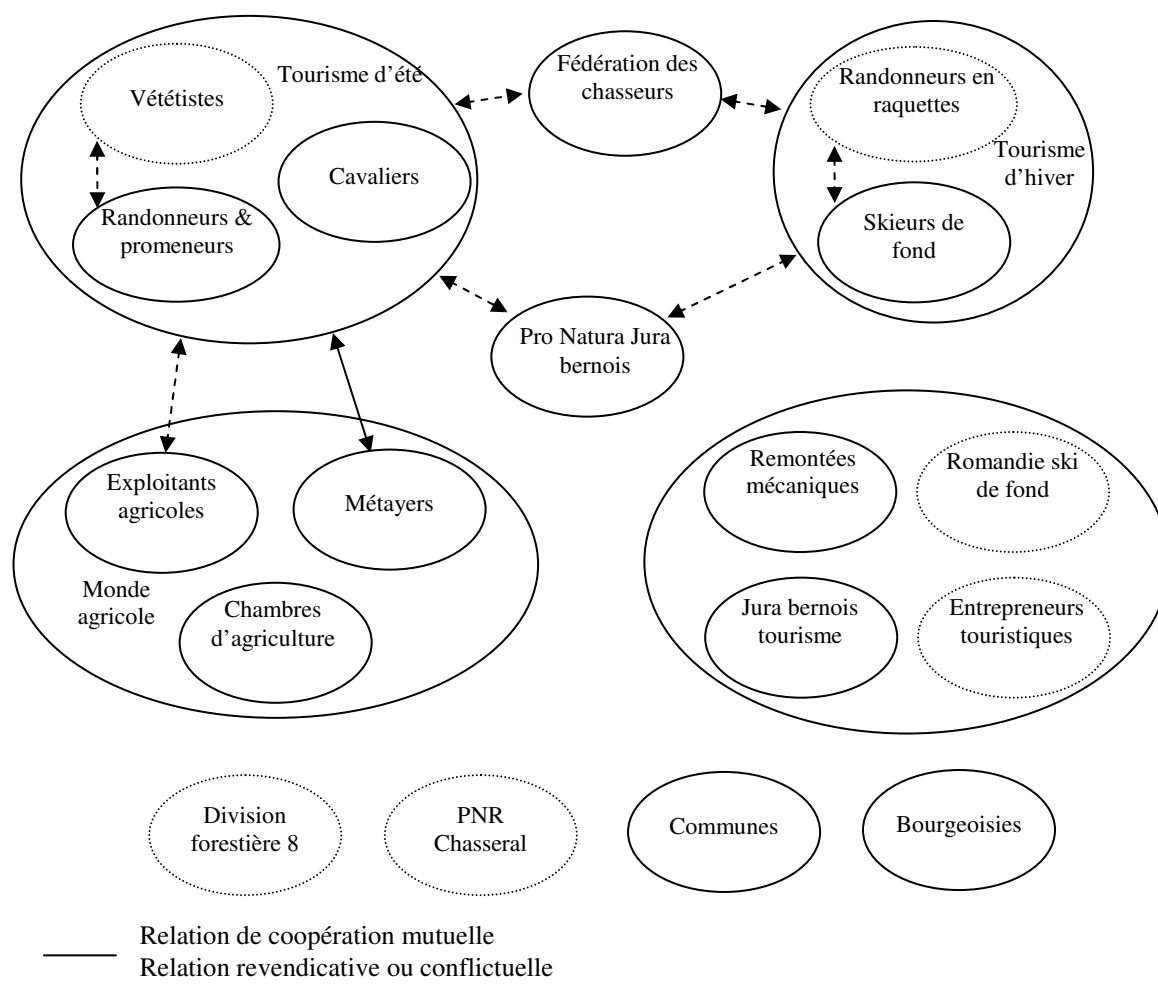 Vététistes
Tourisme d'été
Cavaliers
Randonneurs &
promeneurs
Fédération des
chasseurs
Randonneurs en
raquettes
Tourisme
d'hiver
Skieurs de
fond
Pro Natura Jura
bernois
Exploitants
agricoles
Métayers
Monde
agricole
Chambres
d'agriculture
Remontées
mécaniques
Romandie ski
de fond
Jura bernois
tourisme
Entrepreneurs
touristiques
Division
forestière 8
PNR
Chasseral
Communes
Bourgeoisies
Relation de coopération mutuelle
Relation revendicative ou conflictuelle